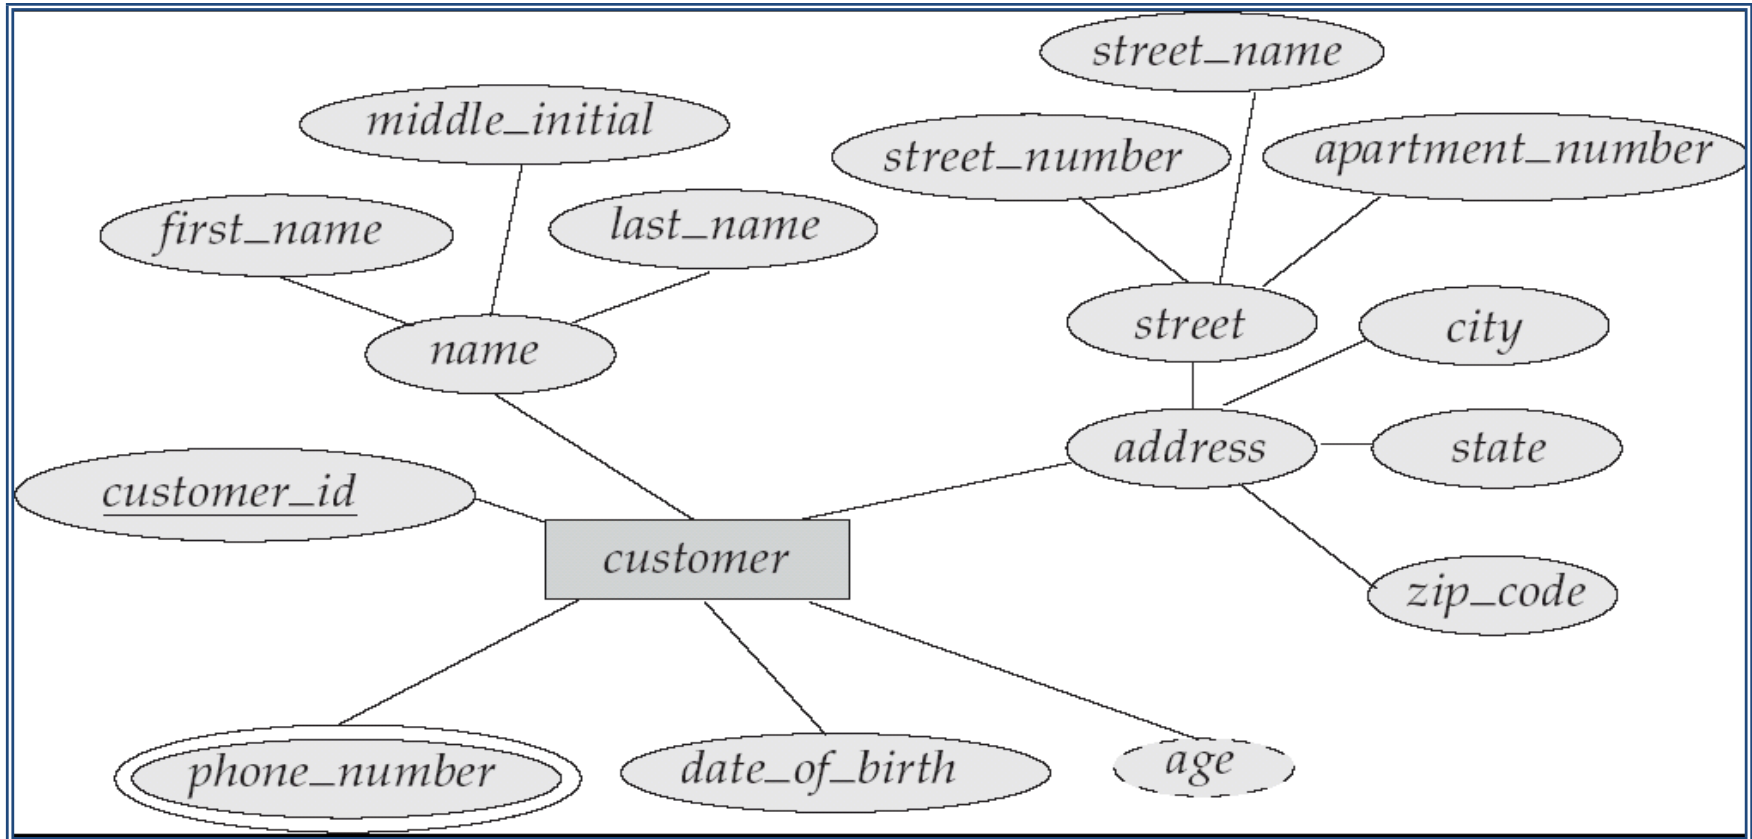 street_name
middle_initial
street_number
apartment_number
first_name
last_name
street
city
name
address
state
customer_id
customer
zip_code
phone_number
date_of_birth
age